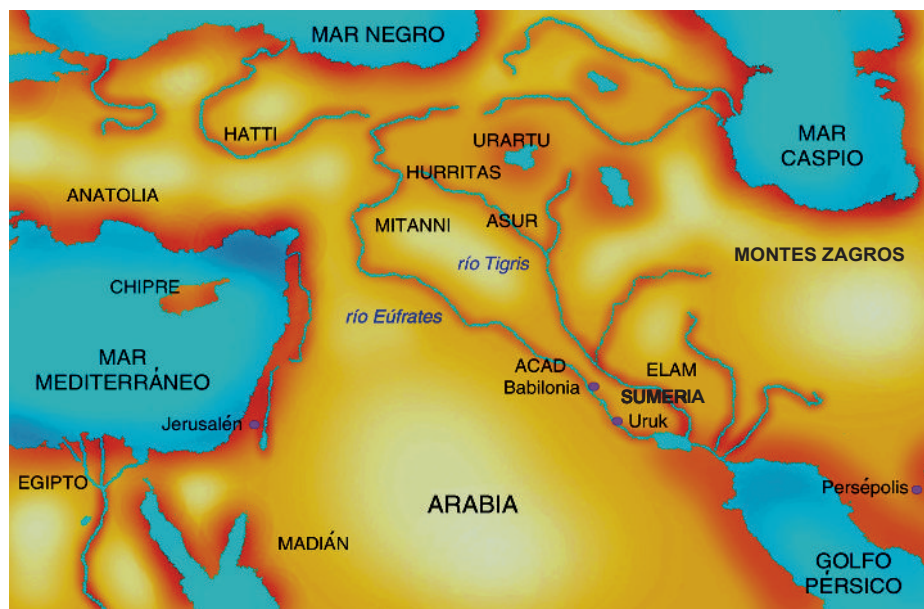 MAR NEGRO
HATTI
URARTU
MAR
CASPIO
HURRITAS
ANATOLIA
MITANNI
ASUR
MONTES ZAGROS
río Tigris
CHIPRE
río Eúfrates
MAR
MEDITERRÁNEO
ACAD
Babilonia
ELAM
SUMERIA
Jerusalén
Uruk
EGIPTO
Persépolis
ARABIA
MADIÁN
GOLFO
PÉRSICO